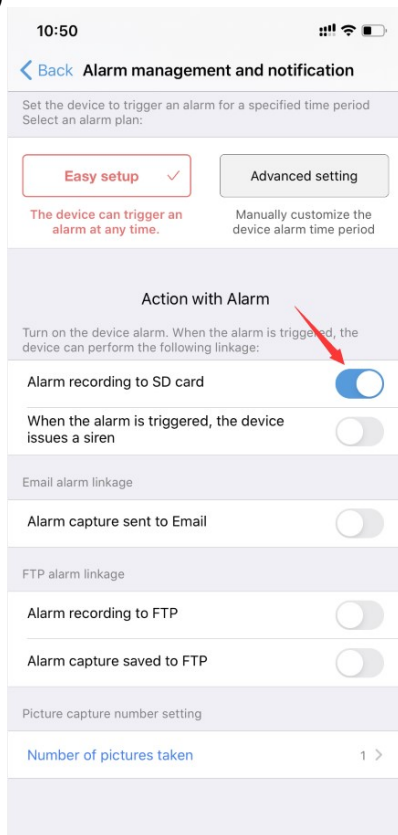 10:50
Back Alarm management and notification
Set the device to trigger an alarm for a specified time period
Select an alarm plan:
Easy setup
Advanced setting
The device can trigger an
alarm at any time.
Manually customize the
device alarm time period
Action with Alarm
Turn on the device alarm. When the alarm is triggered, the
device can perform the following linkage:
Alarm recording to SD card
When the alarm is triggered, the device
issues a siren
Email alarm linkage
Alarm capture sent to Email
FTP alarm linkage
Alarm recording to FTP
Alarm capture saved to FTP
Picture capture number setting
Number of pictures taken 1